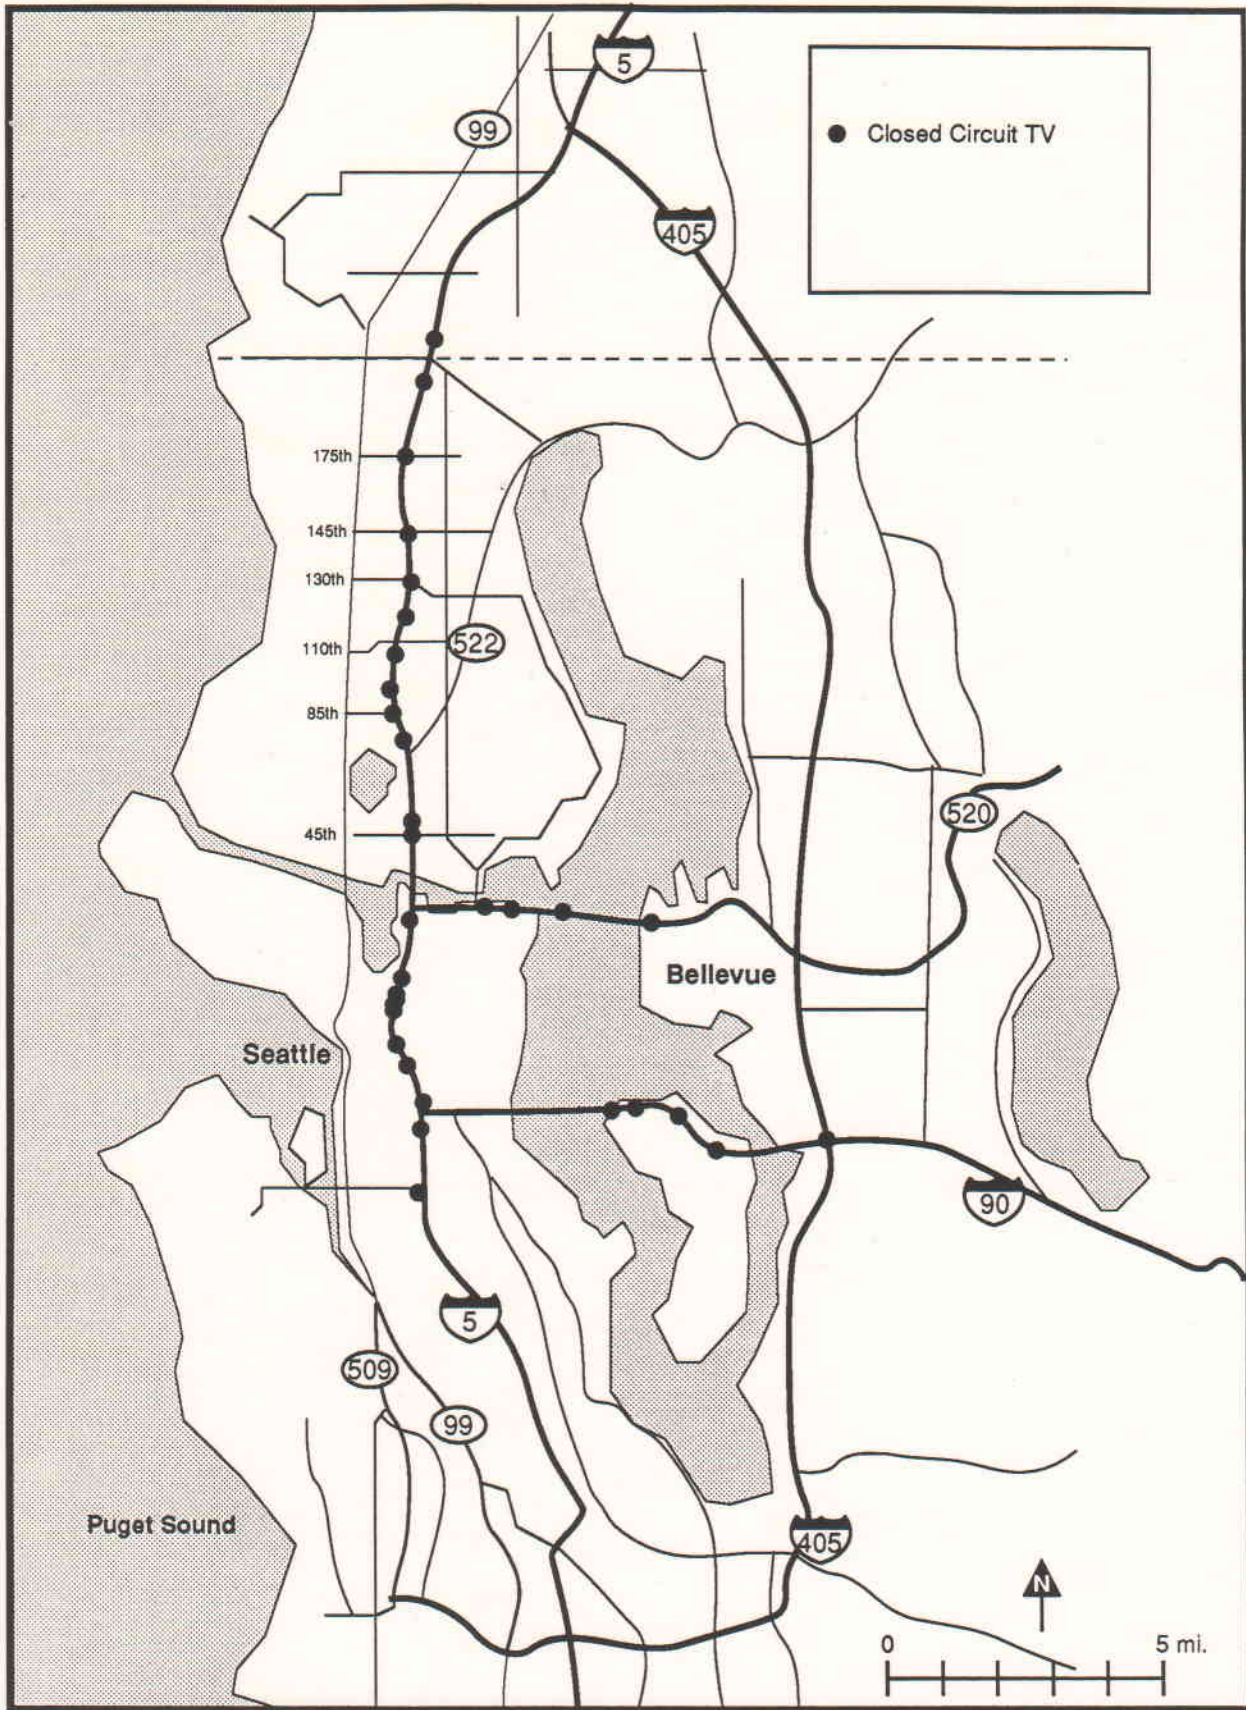 5
99
Closed Circuit TV
405
175th
145th
130th
110th
522
85th
45th
520
Bellevue
Seattle
90
5
509
99
Puget Sound
405
N
0 5 mi.